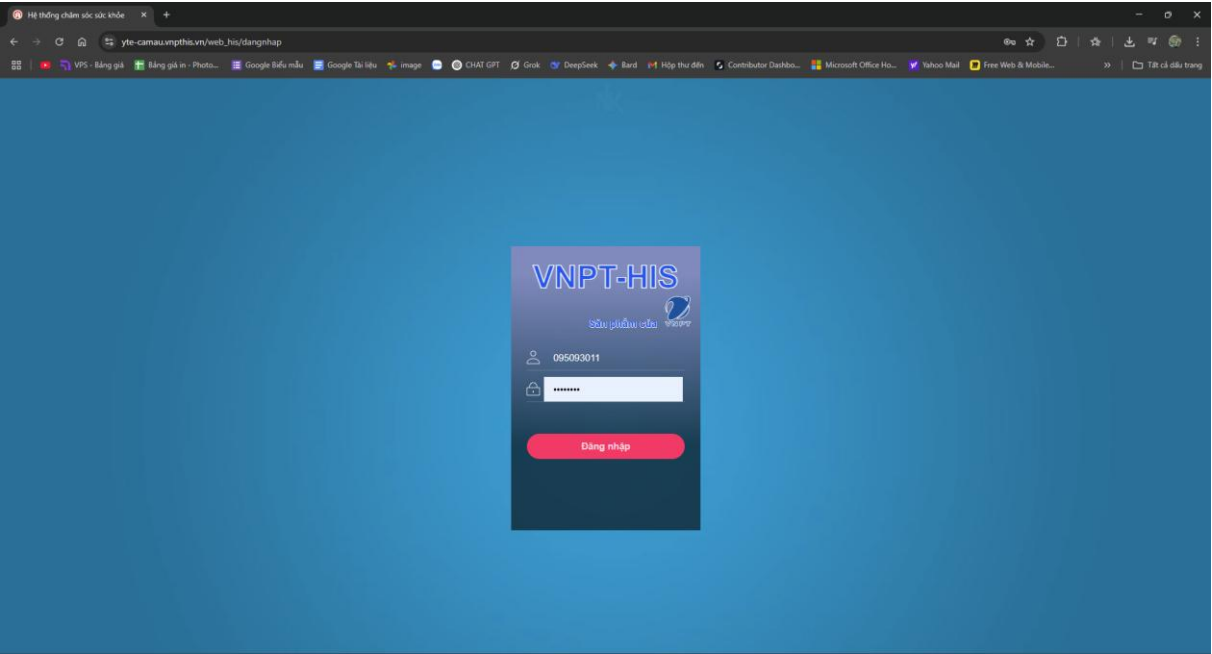 Hệ thống chăm sóc sức khỏe
yte-camau.vnpthis.vn/web_his/dangnhap
VPS - Bảng giá
Bảng giá in - Photo...
Google Biểu mẫu
Google Tài liệu
image
CHAT GPT
Grok
DeepSeek
Bard
Hộp thư đến
Contributor Dashbo...
Microsoft Office Ho...
Yahoo Mail
Free Web & Mobile...
Tất cả dấu trang
VNPT-HIS
Sản phẩm của VNPT
095093011
Đăng nhập